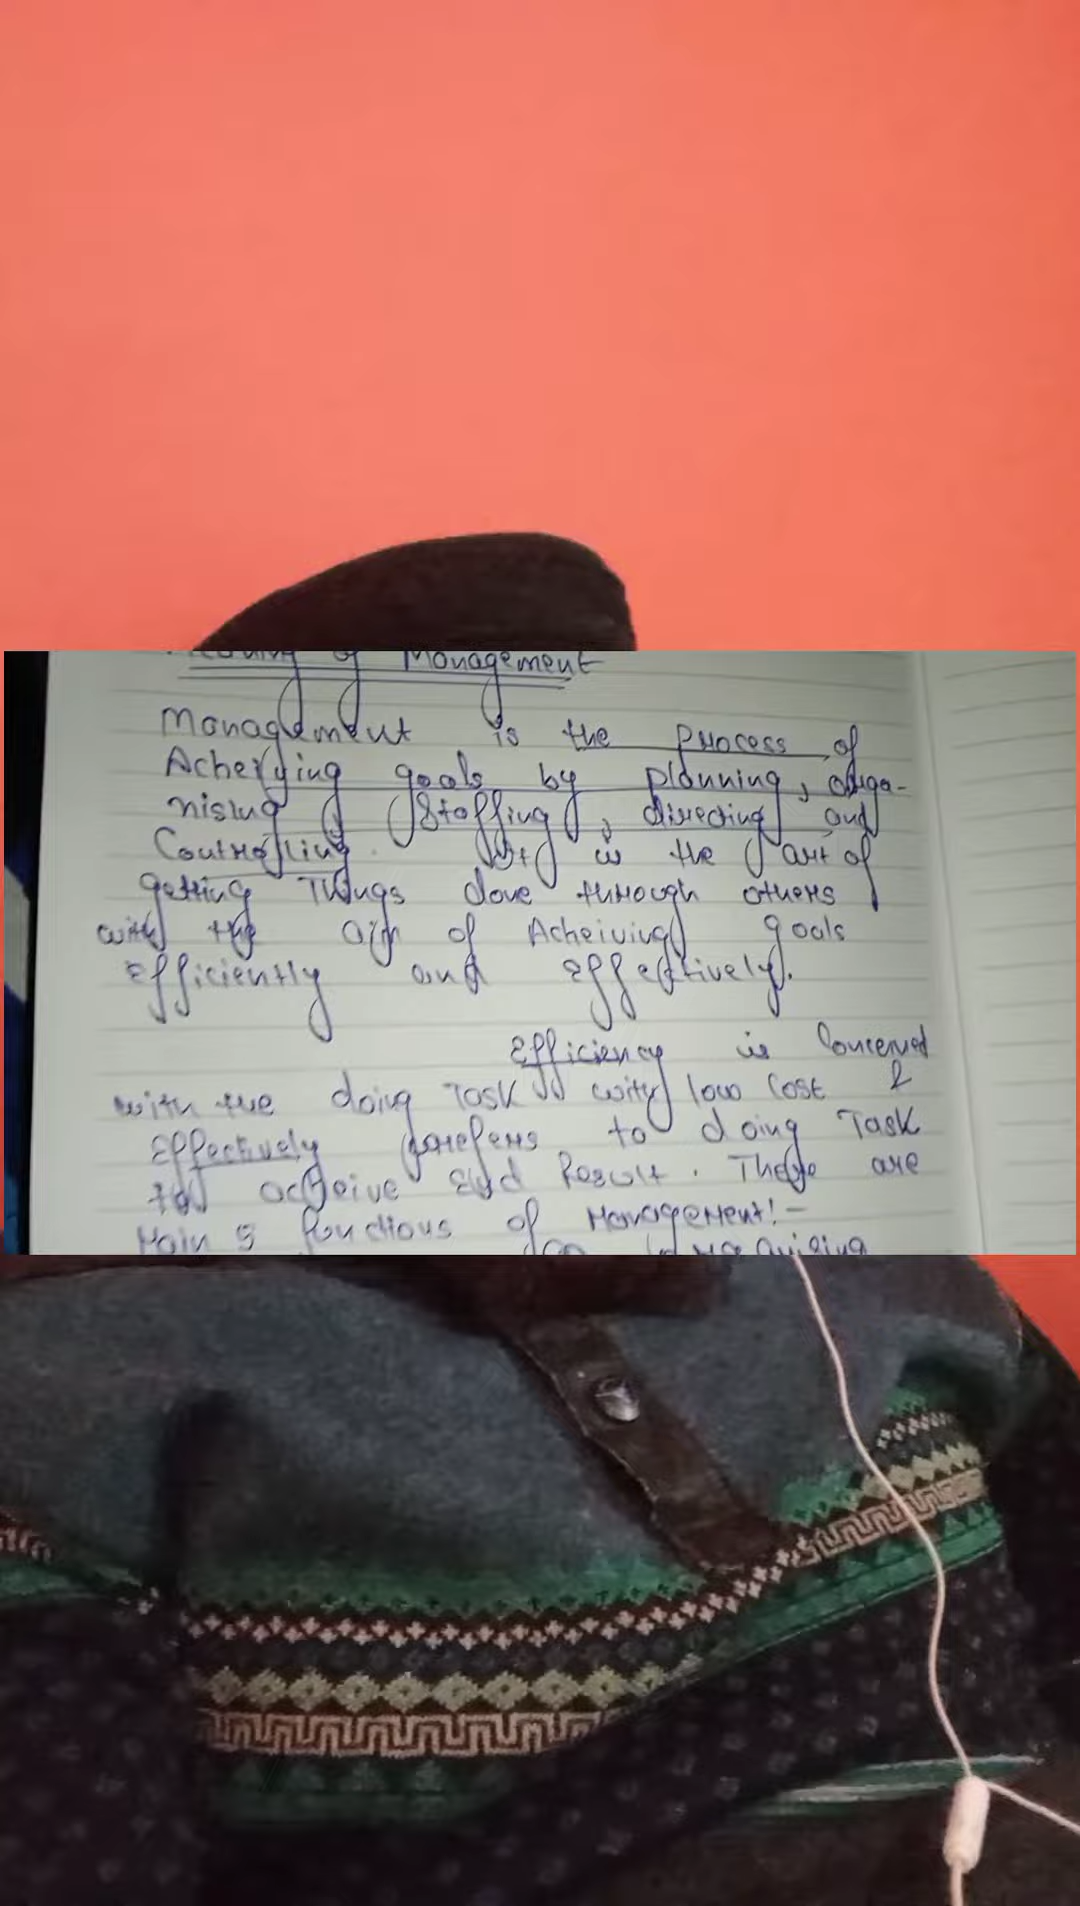 of Management
Management is the process of
Acheiving goals by planning, orga-
nising, Staffing, directing and
Controlling. It is the art of
getting Things done through others
with the aim of Acheiving goals
Efficiently and Effectively.
Efficiency is Concerned
with the doing Task with low Cost &
Effectively refers to doing Task
to acheive End Result. There are
Main 5 functions of Management:-